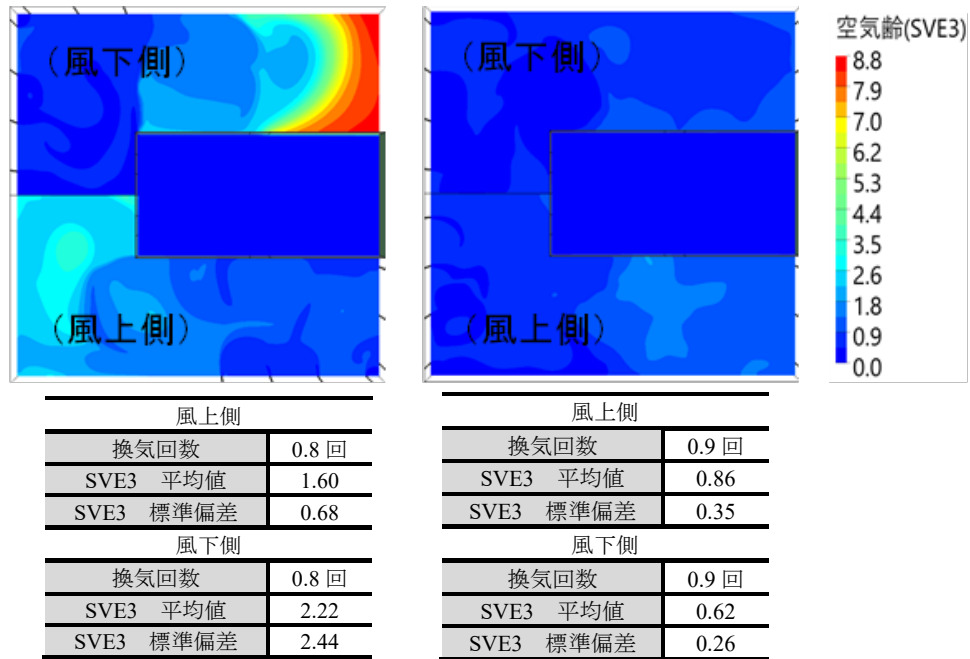 (風下側)
(風上側)
(風下側)
(風上側)
空気齢(SVE3)
8.8
7.9
7.0
6.2
5.3
4.4
3.5
2.6
1.8
0.9
0.0
風上側
換気回数 0.8 回
SVE3 平均値 1.60
SVE3 標準偏差 0.68
風下側
換気回数 0.8 回
SVE3 平均値 2.22
SVE3 標準偏差 2.44
風上側
換気回数 0.9 回
SVE3 平均値 0.86
SVE3 標準偏差 0.35
風下側
換気回数 0.9 回
SVE3 平均値 0.62
SVE3 標準偏差 0.26